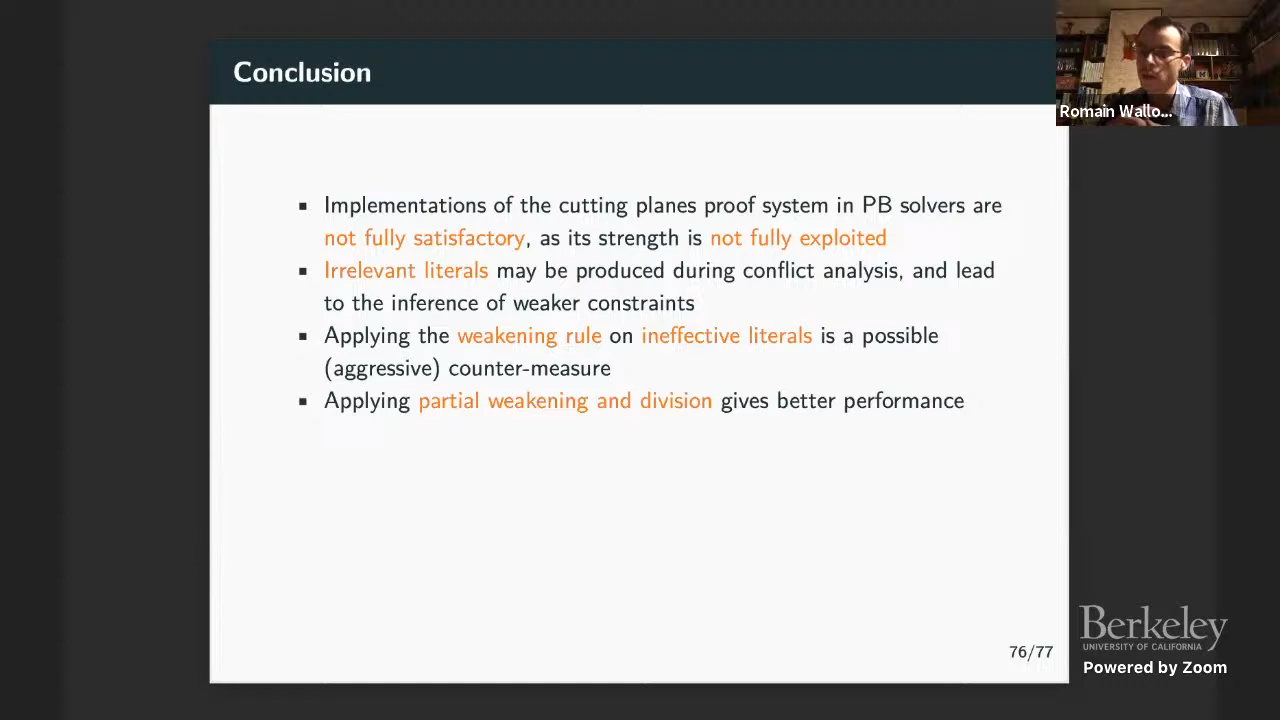 Conclusion
Romain Wallo...
▪ Implementations of the cutting planes proof system in PB solvers are
not fully satisfactory, as its strength is not fully exploited
▪ Irrelevant literals may be produced during conflict analysis, and lead
to the inference of weaker constraints
▪ Applying the weakening rule on ineffective literals is a possible
(aggressive) counter-measure
▪ Applying partial weakening and division gives better performance
76/77
Berkeley
UNIVERSITY OF CALIFORNIA
Powered by Zoom